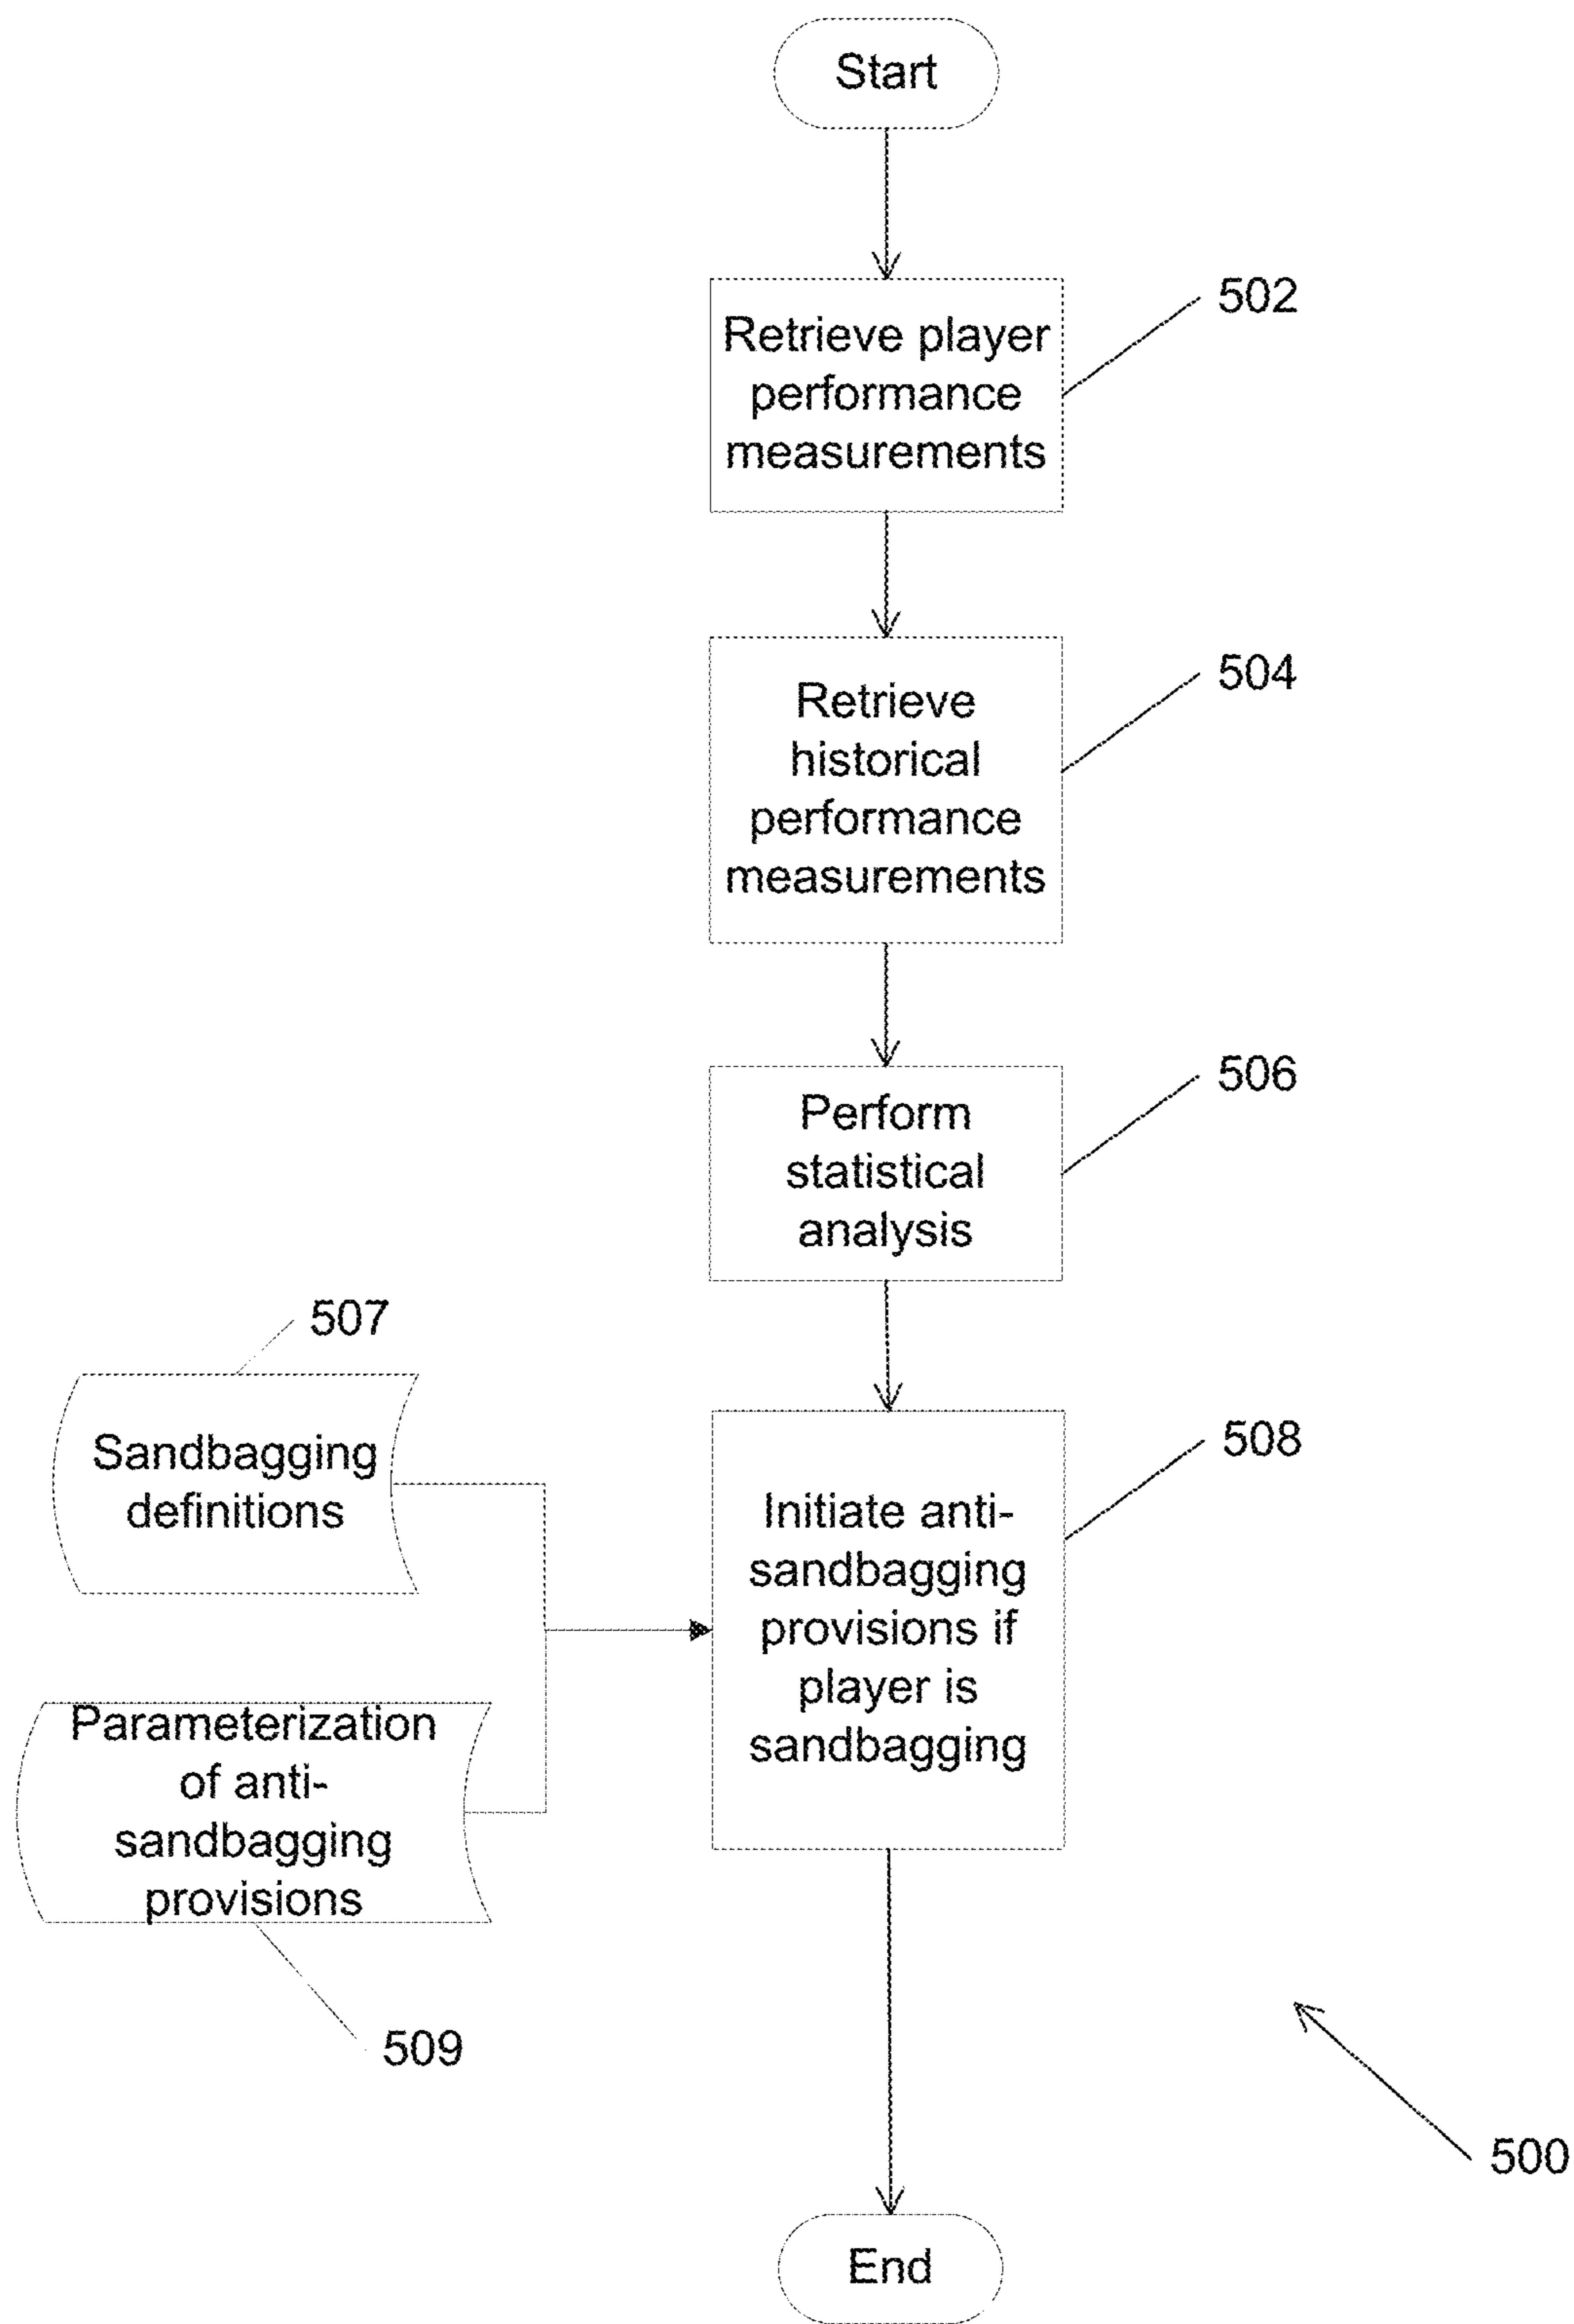 Start
Retrieve player
performance
measurements
502
Retrieve
historical
performance
measurements
504
Perform
statistical
analysis
506
507
Sandbagging
definitions
Initiate anti-
sandbagging
provisions if
player is
sandbagging
508
Parameterization
of anti-
sandbagging
provisions
509
500
End